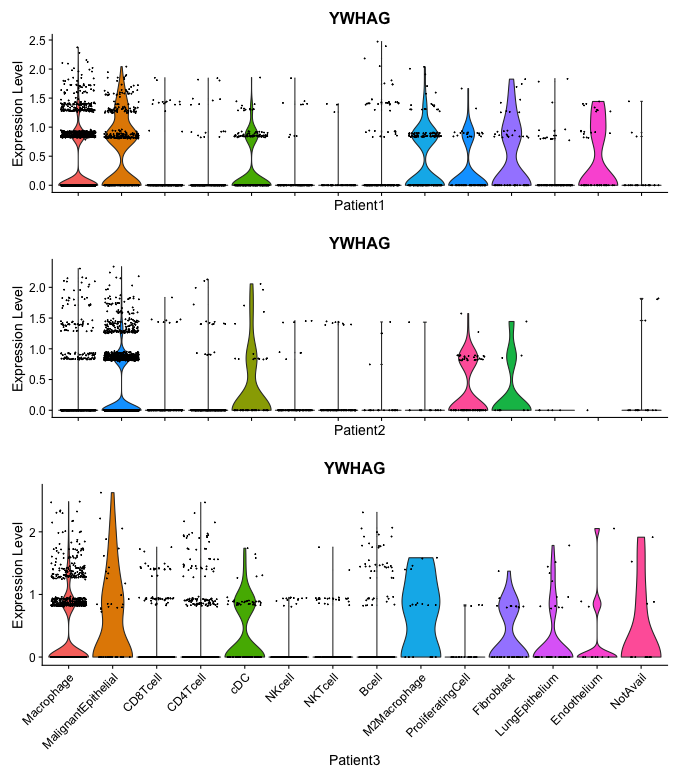 YWHAG
Expression Level
2.5
2.0
1.5
1.0
0.5
0.0
Patient1
YWHAG
Expression Level
2.0
1.5
1.0
0.5
0.0
Patient2
YWHAG
Expression Level
2
1
0
Macrophage
MalignantEpithelial
CD8Tcell
CD4Tcell
cDC
NKcell
NKTcell
Bcell
M2Macrophage
ProliferatingCell
Fibroblast
LungEpithelium
Endothelium
NotAvail
Patient3